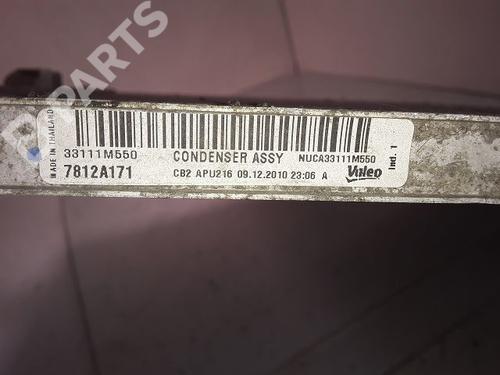 B-PARTS
MADE IN THAILAND
33111M550 CONDENSER ASSY NUCA33111M550
7812A171 CB2 APU216 09.12.2010 23:06 A Valeo
Ind. 1